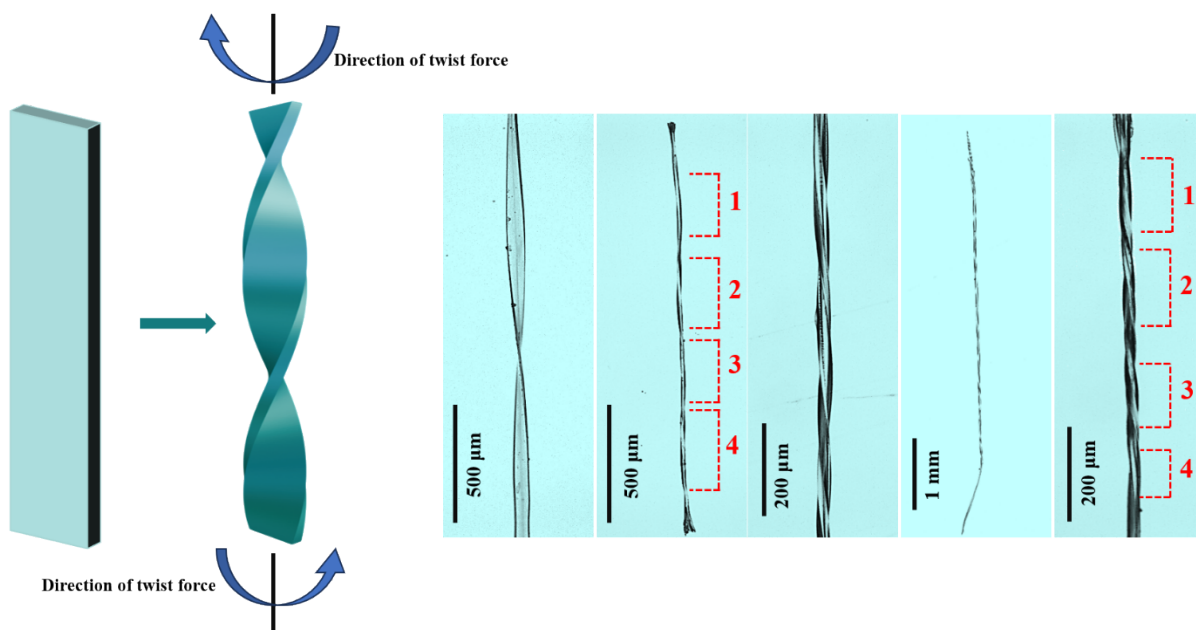 Direction of twist force
Direction of twist force
500 µm
1
2
3
4
500 µm
200 µm
1 mm
1
2
3
4
200 µm